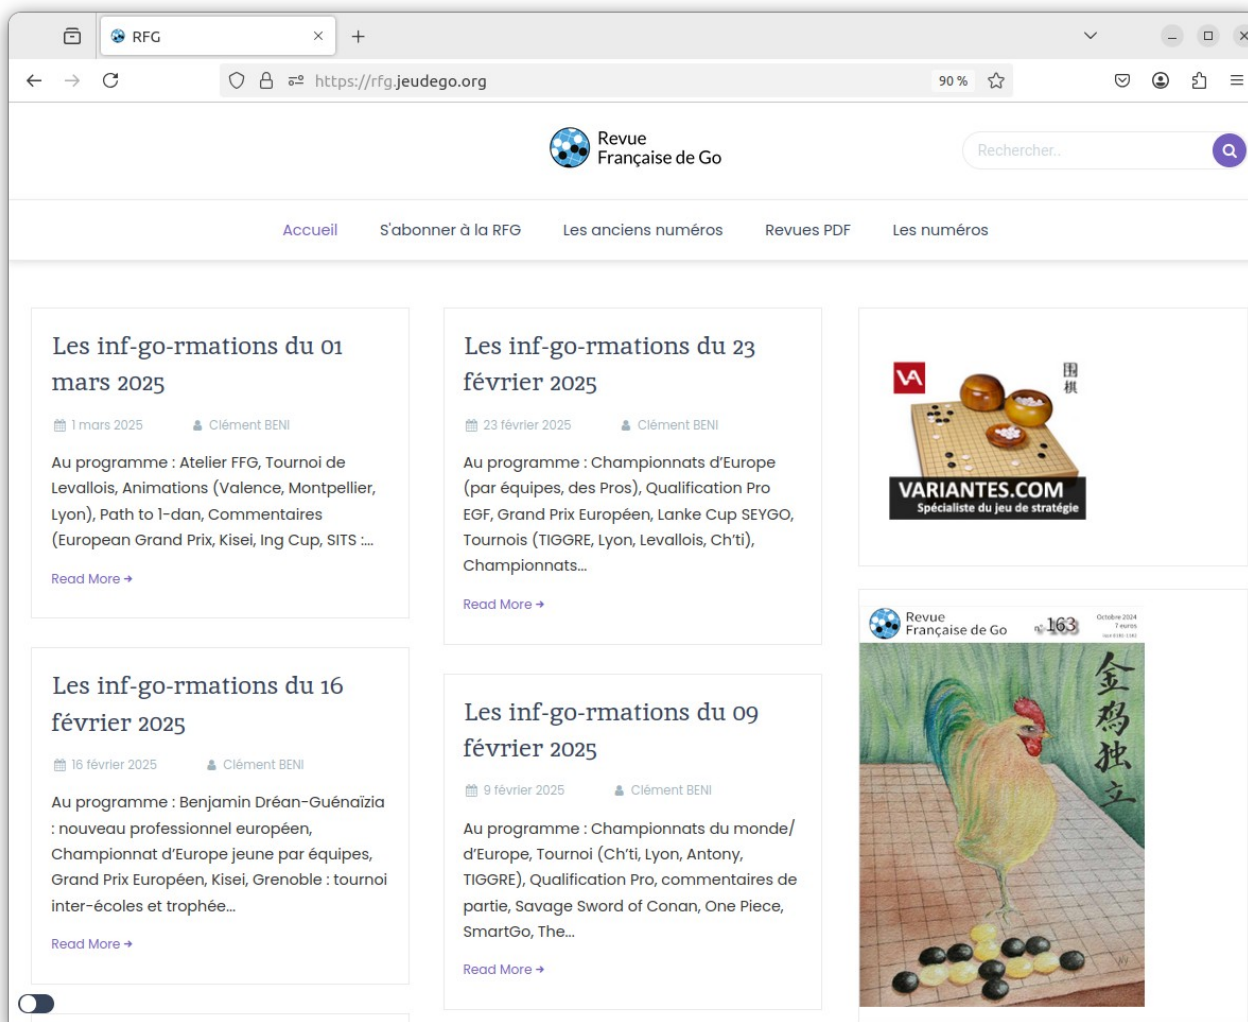 RFG
https://rfg.jeudego.org
90 %
Revue
Française de Go
Rechercher..
Accueil
S'abonner à la RFG
Les anciens numéros
Revues PDF
Les numéros
Les inf-go-rmations du 01
mars 2025
1 mars 2025
Clément BENI
Au programme : Atelier FFG, Tournoi de
Levallois, Animations (Valence, Montpellier,
Lyon), Path to 1-dan, Commentaires
(European Grand Prix, Kisei, Ing Cup, SITS :...
Read More
Les inf-go-rmations du 16
février 2025
16 février 2025
Clément BENI
Au programme : Benjamin Dréan-Guénaïzia
: nouveau professionnel européen,
Championnat d’Europe jeune par équipes,
Grand Prix Européen, Kisei, Grenoble : tournoi
inter-écoles et trophée...
Read More
Les inf-go-rmations du 23
février 2025
23 février 2025
Clément BENI
Au programme : Championnats d’Europe
(par équipes, des Pros), Qualification Pro
EGF, Grand Prix Européen, Lanke Cup SEYGO,
Tournois (TIGGRE, Lyon, Levallois, Ch’ti),
Championnats...
Read More
Les inf-go-rmations du 09
février 2025
9 février 2025
Clément BENI
Au programme : Championnats du monde/
d’Europe, Tournoi (Ch’ti, Lyon, Antony,
TIGGRE), Qualification Pro, commentaires de
partie, Savage Sword of Conan, One Piece,
SmartGo, The...
Read More
VA
围
棋
VARIANTES.COM
Spécialiste du jeu de stratégie
Revue
Française de Go
n° 163
Octobre 2024
7 euros
金
鸡
独
立